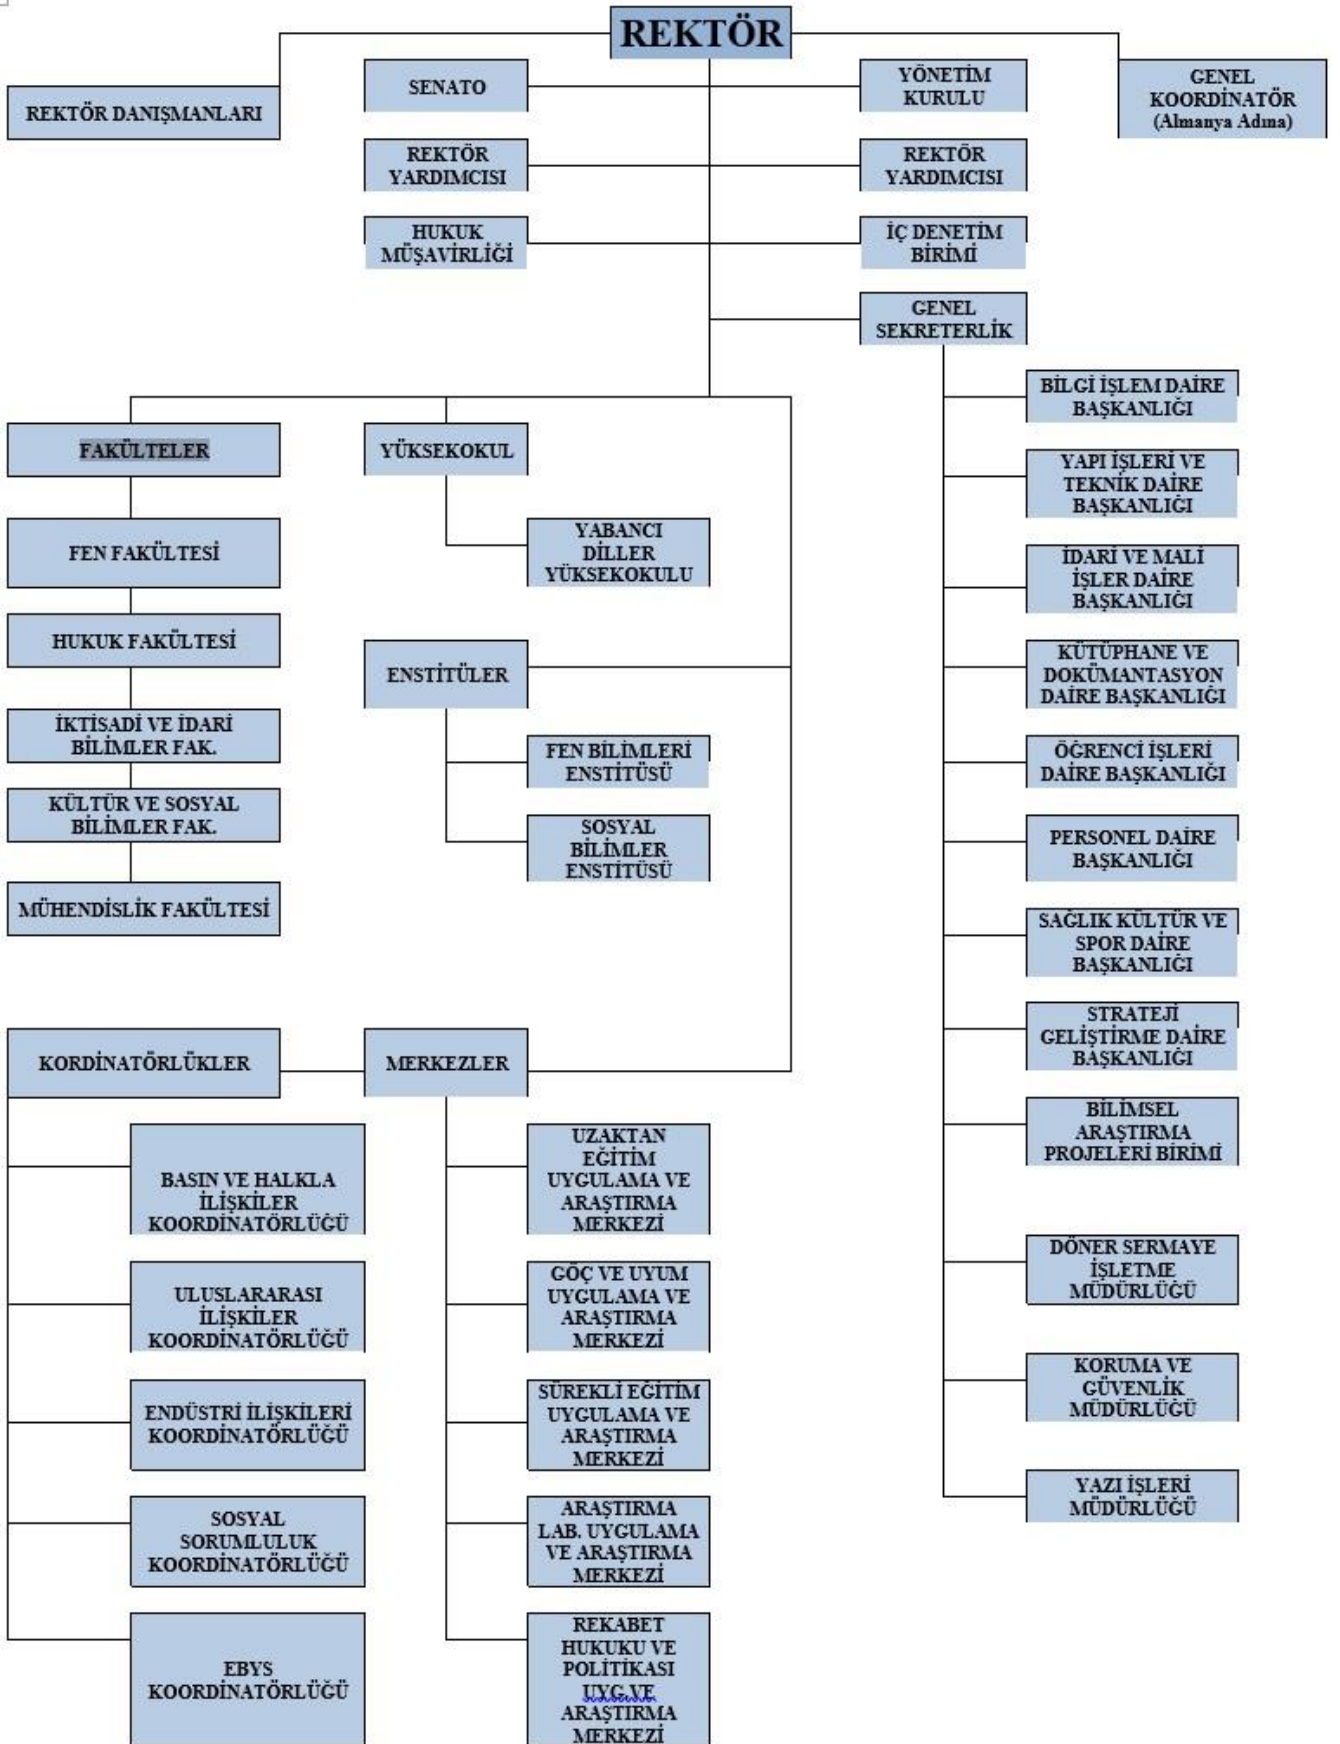 REKTÖR
REKTÖR DANIŞMANLARI
SENATO
YÖNETİM
KURULU
GENEL
KOORDİNATÖR
(Almanya Adına)
REKTÖR
YARDIMCISI
REKTÖR
YARDIMCISI
HUKUK
MÜŞAVİRLİĞİ
İÇ DENETİM
BİRİMİ
GENEL
SEKRETERLİK
BİLGİ İŞLEM DAİRE
BAŞKANLIĞI
YAPI İŞLERİ VE
TEKNİK DAİRE
BAŞKANLIĞI
İDARİ VE MALİ
İŞLER DAİRE
BAŞKANLIĞI
KÜTÜPHANE VE
DOKÜMANTASYON
DAİRE BAŞKANLIĞI
ÖĞRENCİ İŞLERİ
DAİRE BAŞKANLIĞI
PERSONEL DAİRE
BAŞKANLIĞI
SAĞLIK KÜLTÜR VE
SPOR DAİRE
BAŞKANLIĞI
STRATEJİ
GELİŞTİRME DAİRE
BAŞKANLIĞI
BİLİMSEL
ARAŞTIRMA
PROJELERİ BİRİMİ
DÖNER SERMAYE
İŞLETME
MÜDÜRLÜĞÜ
KORUMA VE
GÜVENLİK
MÜDÜRLÜĞÜ
YAZI İŞLERİ
MÜDÜRLÜĞÜ
FAKÜLTELER
FEN FAKÜLTESİ
HUKUK FAKÜLTESİ
İKTİSADİ VE İDARİ
BİLİMLER FAK.
KÜLTÜR VE SOSYAL
BİLİMLER FAK.
MÜHENDİSLİK FAKÜLTESİ
YÜKSEKOKUL
YABANCI
DİLLER
YÜKSEKOKULU
ENSTİTÜLER
FEN BİLİMLERİ
ENSTİTÜSÜ
SOSYAL
BİLİMLER
ENSTİTÜSÜ
KORDİNATÖRLÜKLER
BASIN VE HALKLA
İLİŞKİLER
KOORDİNATÖRLÜĞÜ
ULUSLARARASI
İLİŞKİLER
KOORDİNATÖRLÜĞÜ
ENDÜSTRİ İLİŞKİLERİ
KOORDİNATÖRLÜĞÜ
SOSYAL
SORUMLULUK
KOORDİNATÖRLÜĞÜ
EBYS
KOORDİNATÖRLÜĞÜ
MERKEZLER
UZAKTAN
EĞİTİM
UYGULAMA VE
ARAŞTIRMA
MERKEZİ
GÖÇ VE UYUM
UYGULAMA VE
ARAŞTIRMA
MERKEZİ
SÜREKLİ EĞİTİM
UYGULAMA VE
ARAŞTIRMA
MERKEZİ
ARAŞTIRMA
LAB. UYGULAMA
VE ARAŞTIRMA
MERKEZİ
REKABET
HUKUKU VE
POLİTİKASI
UYG.VE
ARAŞTIRMA
MERKEZİ